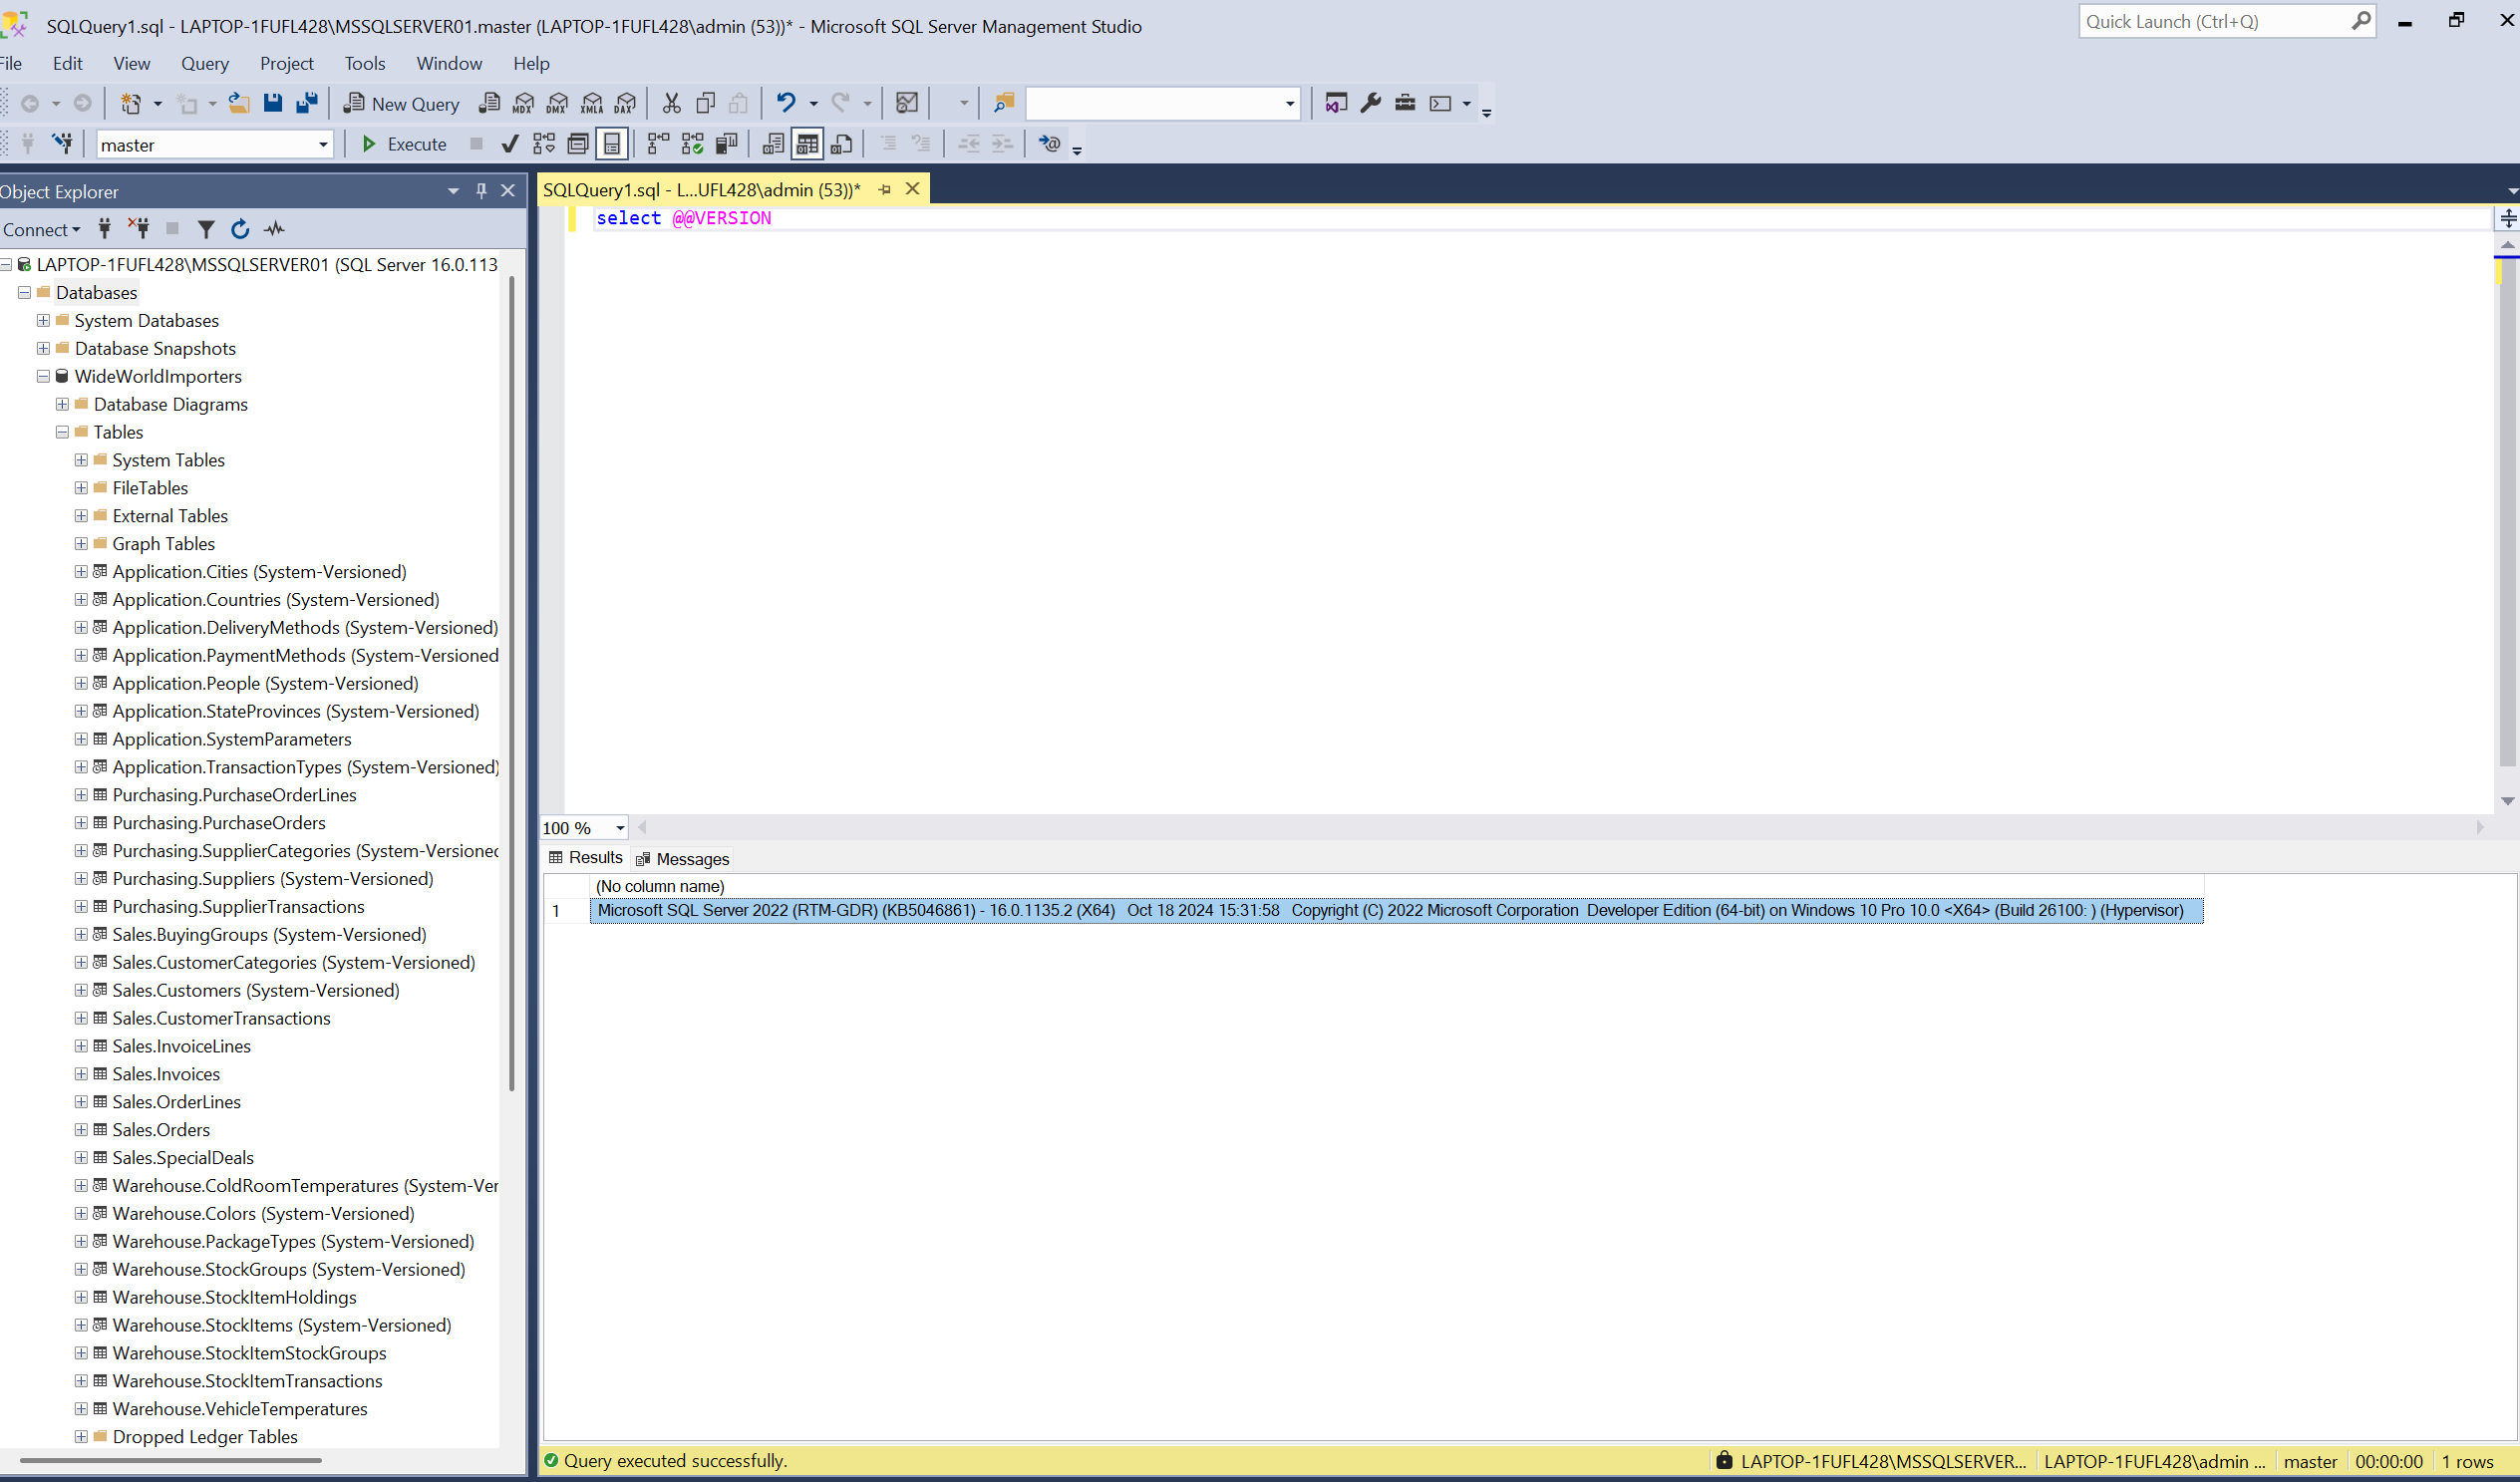 SQLQuery1.sql - LAPTOP-1FUFL428\MSSQLSERVER01.master (LAPTOP-1FUFL428\admin (53))* - Microsoft SQL Server Management Studio
Quick Launch (Ctrl+Q)
File Edit View Query Project Tools Window Help
New Query MDX DMX XMLA DAX
master Execute
Object Explorer
SQLQuery1.sql - L...UFL428\admin (53))*
Connect
select @@VERSION
LAPTOP-1FUFL428\MSSQLSERVER01 (SQL Server 16.0.113
Databases
System Databases
Database Snapshots
WideWorldImporters
Database Diagrams
Tables
System Tables
FileTables
External Tables
Graph Tables
Application.Cities (System-Versioned)
Application.Countries (System-Versioned)
Application.DeliveryMethods (System-Versioned)
Application.PaymentMethods (System-Versioned
Application.People (System-Versioned)
Application.StateProvinces (System-Versioned)
Application.SystemParameters
Application.TransactionTypes (System-Versioned)
Purchasing.PurchaseOrderLines
Purchasing.PurchaseOrders
Purchasing.SupplierCategories (System-Versioned
Purchasing.Suppliers (System-Versioned)
Purchasing.SupplierTransactions
Sales.BuyingGroups (System-Versioned)
Sales.CustomerCategories (System-Versioned)
Sales.Customers (System-Versioned)
Sales.CustomerTransactions
Sales.InvoiceLines
Sales.Invoices
Sales.OrderLines
Sales.Orders
Sales.SpecialDeals
Warehouse.ColdRoomTemperatures (System-Ver
Warehouse.Colors (System-Versioned)
Warehouse.PackageTypes (System-Versioned)
Warehouse.StockGroups (System-Versioned)
Warehouse.StockItemHoldings
Warehouse.StockItems (System-Versioned)
Warehouse.StockItemStockGroups
Warehouse.StockItemTransactions
Warehouse.VehicleTemperatures
Dropped Ledger Tables
100 %
Results Messages
(No column name)
1 Microsoft SQL Server 2022 (RTM-GDR) (KB5046861) - 16.0.1135.2 (X64) Oct 18 2024 15:31:58 Copyright (C) 2022 Microsoft Corporation Developer Edition (64-bit) on Windows 10 Pro 10.0 <X64> (Build 26100: ) (Hypervisor)
Query executed successfully. LAPTOP-1FUFL428\MSSQLSERVER... LAPTOP-1FUFL428\admin ... master 00:00:00 1 rows